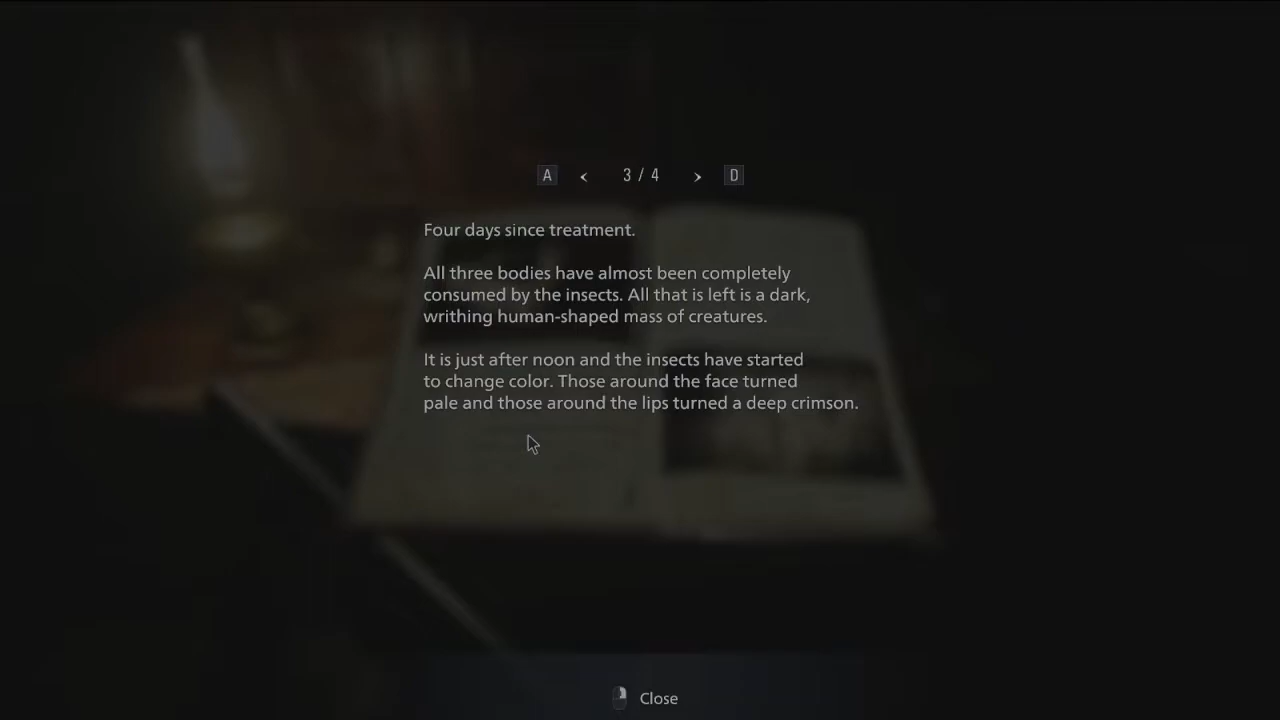 A < 3 / 4 > D
Four days since treatment.
All three bodies have almost been completely
consumed by the insects. All that is left is a dark,
writhing human-shaped mass of creatures.
It is just after noon and the insects have started
to change color. Those around the face turned
pale and those around the lips turned a deep crimson.
Close